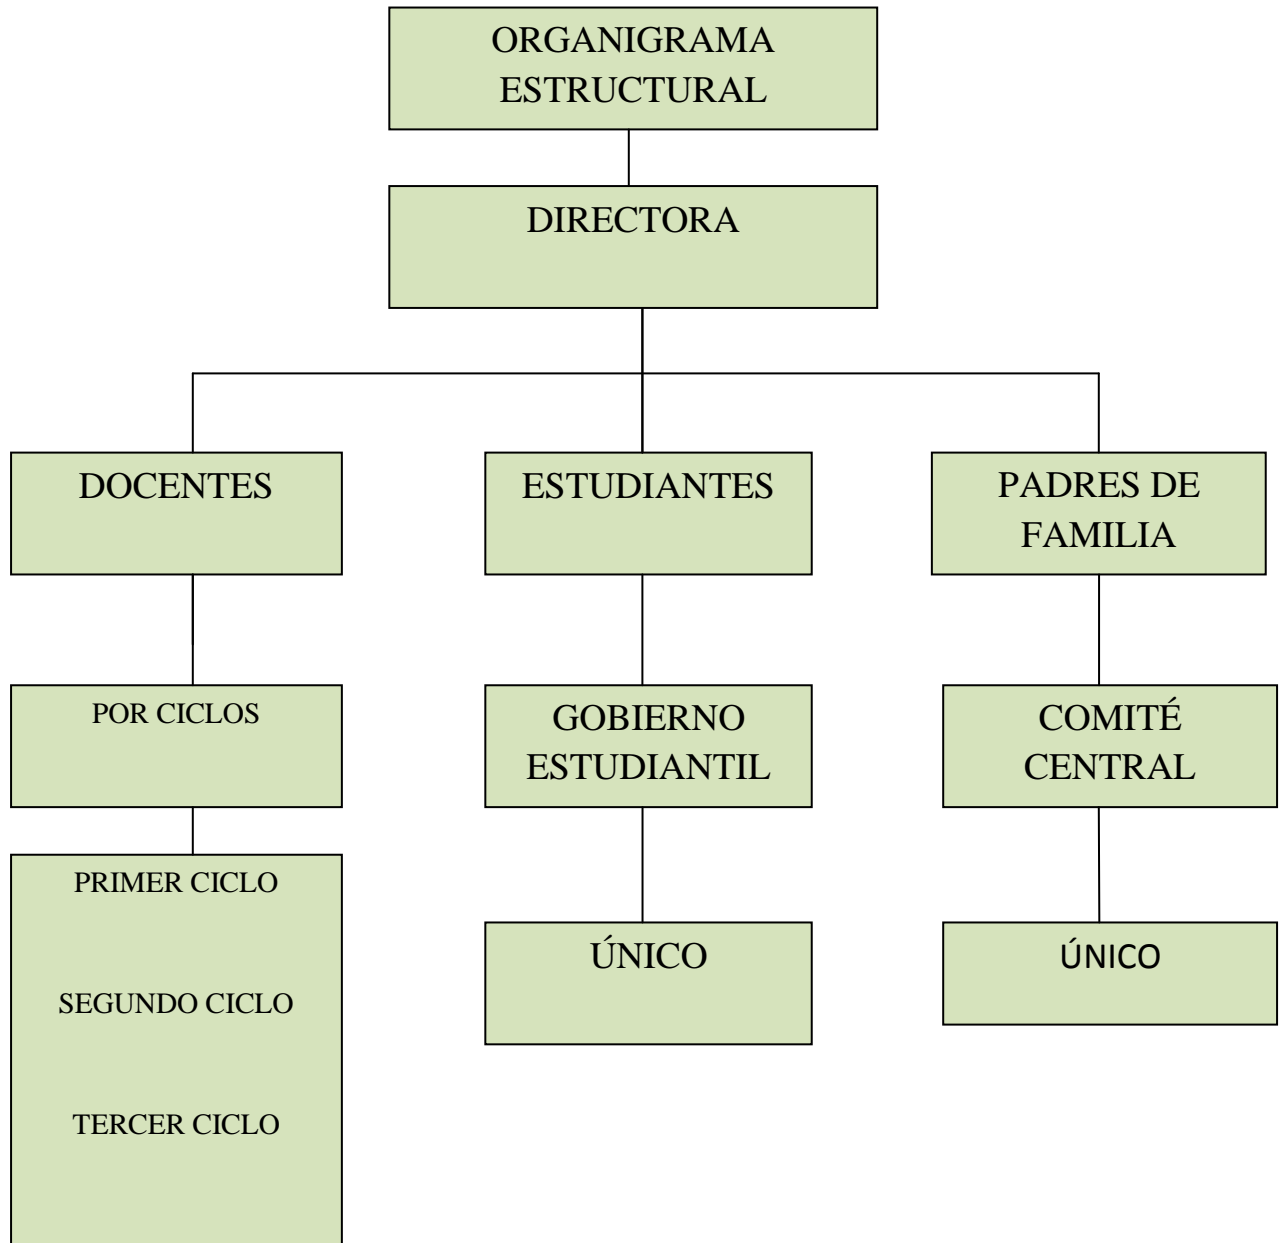 ORGANIGRAMA
ESTRUCTURAL
DIRECTORA
DOCENTES
ESTUDIANTES
PADRES DE
FAMILIA
POR CICLOS
GOBIERNO
ESTUDIANTIL
COMITÉ
CENTRAL
PRIMER CICLO
SEGUNDO CICLO
TERCER CICLO
ÚNICO
ÚNICO